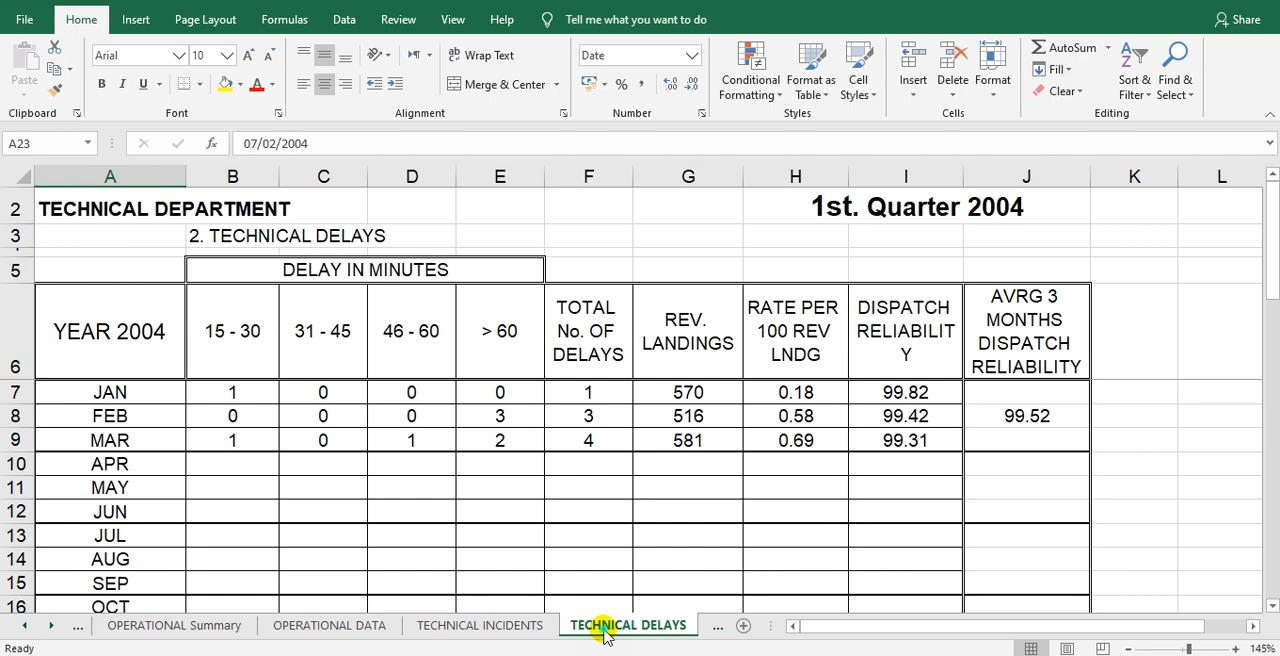 File Home Insert Page Layout Formulas Data Review View Help Tell me what you want to do Share
Paste
Clipboard
Arial 10
B I U
Font
Wrap Text
Merge & Center
Alignment
Date
Number
Conditional Formatting
Format as Table
Cell Styles
Styles
Insert Delete Format
Cells
AutoSum
Fill
Clear
Sort & Filter
Find & Select
Editing
A23 fx 07/02/2004
A B C D E F G H I J K L
2 TECHNICAL DEPARTMENT 1st. Quarter 2004
3 2. TECHNICAL DELAYS
5 DELAY IN MINUTES
6 YEAR 2004 15 - 30 31 - 45 46 - 60 > 60 TOTAL No. OF DELAYS REV. LANDINGS RATE PER 100 REV LNDG DISPATCH RELIABILIT Y AVRG 3 MONTHS DISPATCH RELIABILITY
7 JAN 1 0 0 0 1 570 0.18 99.82
8 FEB 0 0 0 3 3 516 0.58 99.42 99.52
9 MAR 1 0 1 2 4 581 0.69 99.31
10 APR
11 MAY
12 JUN
13 JUL
14 AUG
15 SEP
16 OCT
... OPERATIONAL Summary OPERATIONAL DATA TECHNICAL INCIDENTS TECHNICAL DELAYS ...
Ready 145%